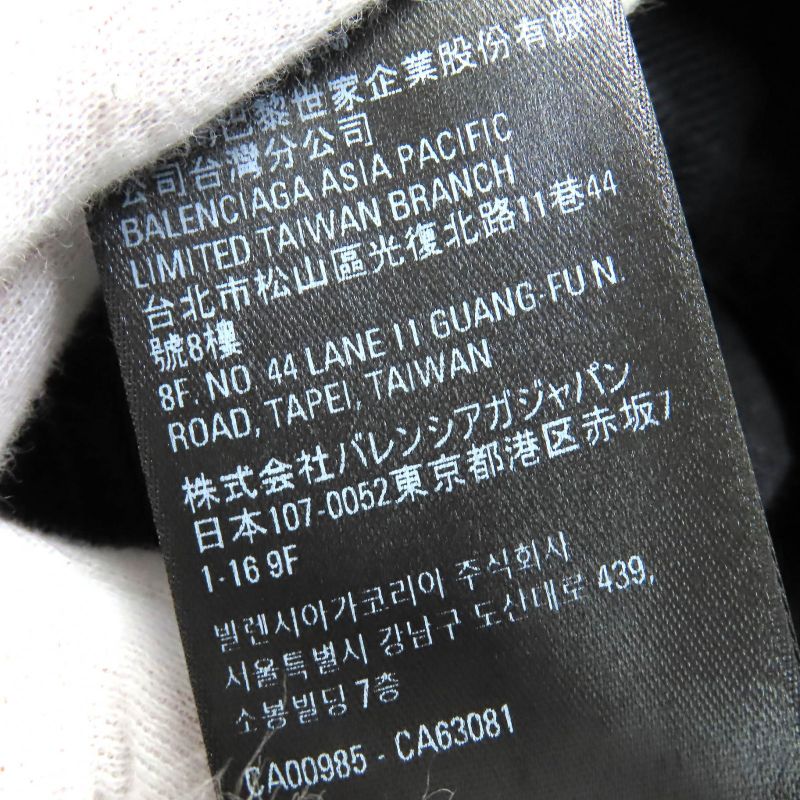 巴黎世家企業股份有限
公司台灣分公司
BALENCIAGA ASIA PACIFIC
LIMITED TAIWAN BRANCH
台北市松山區光復北路11巷44
號8樓
8F. NO 44 LANE 11 GUANG-FU N.
ROAD, TAPEI, TAIWAN
株式会社バレンシアガジャパン
日本107-0052東京都港区赤坂7
1-16 9F
빌렌시아가코리아 주식회사
서울특별시 강남구 도산대로 439,
소봉빌딩 7층
CA00985 - CA63081